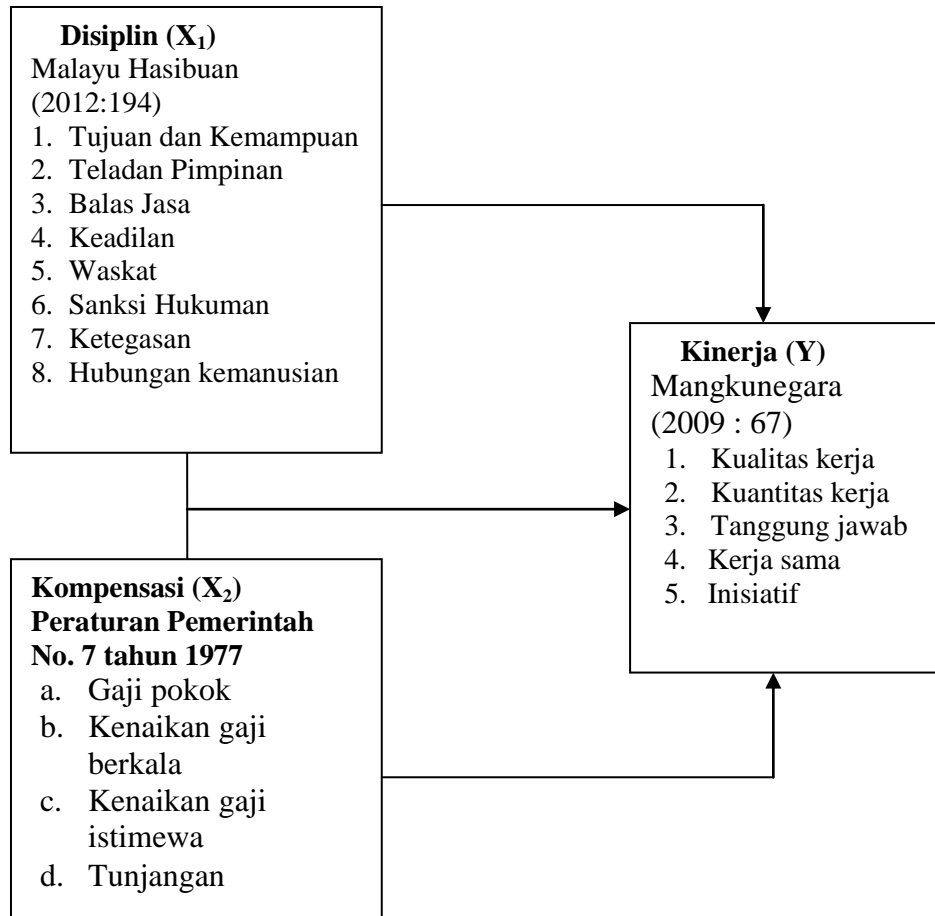 Disiplin (X₁)
Malayu Hasibuan
(2012:194)
1. Tujuan dan Kemampuan
2. Teladan Pimpinan
3. Balas Jasa
4. Keadilan
5. Waskat
6. Sanksi Hukuman
7. Ketegasan
8. Hubungan kemanusian
Kinerja (Y)
Mangkunegara
(2009 : 67)
1. Kualitas kerja
2. Kuantitas kerja
3. Tanggung jawab
4. Kerja sama
5. Inisiatif
Kompensasi (X₂)
Peraturan Pemerintah
No. 7 tahun 1977
a. Gaji pokok
b. Kenaikan gaji
berkala
c. Kenaikan gaji
istimewa
d. Tunjangan